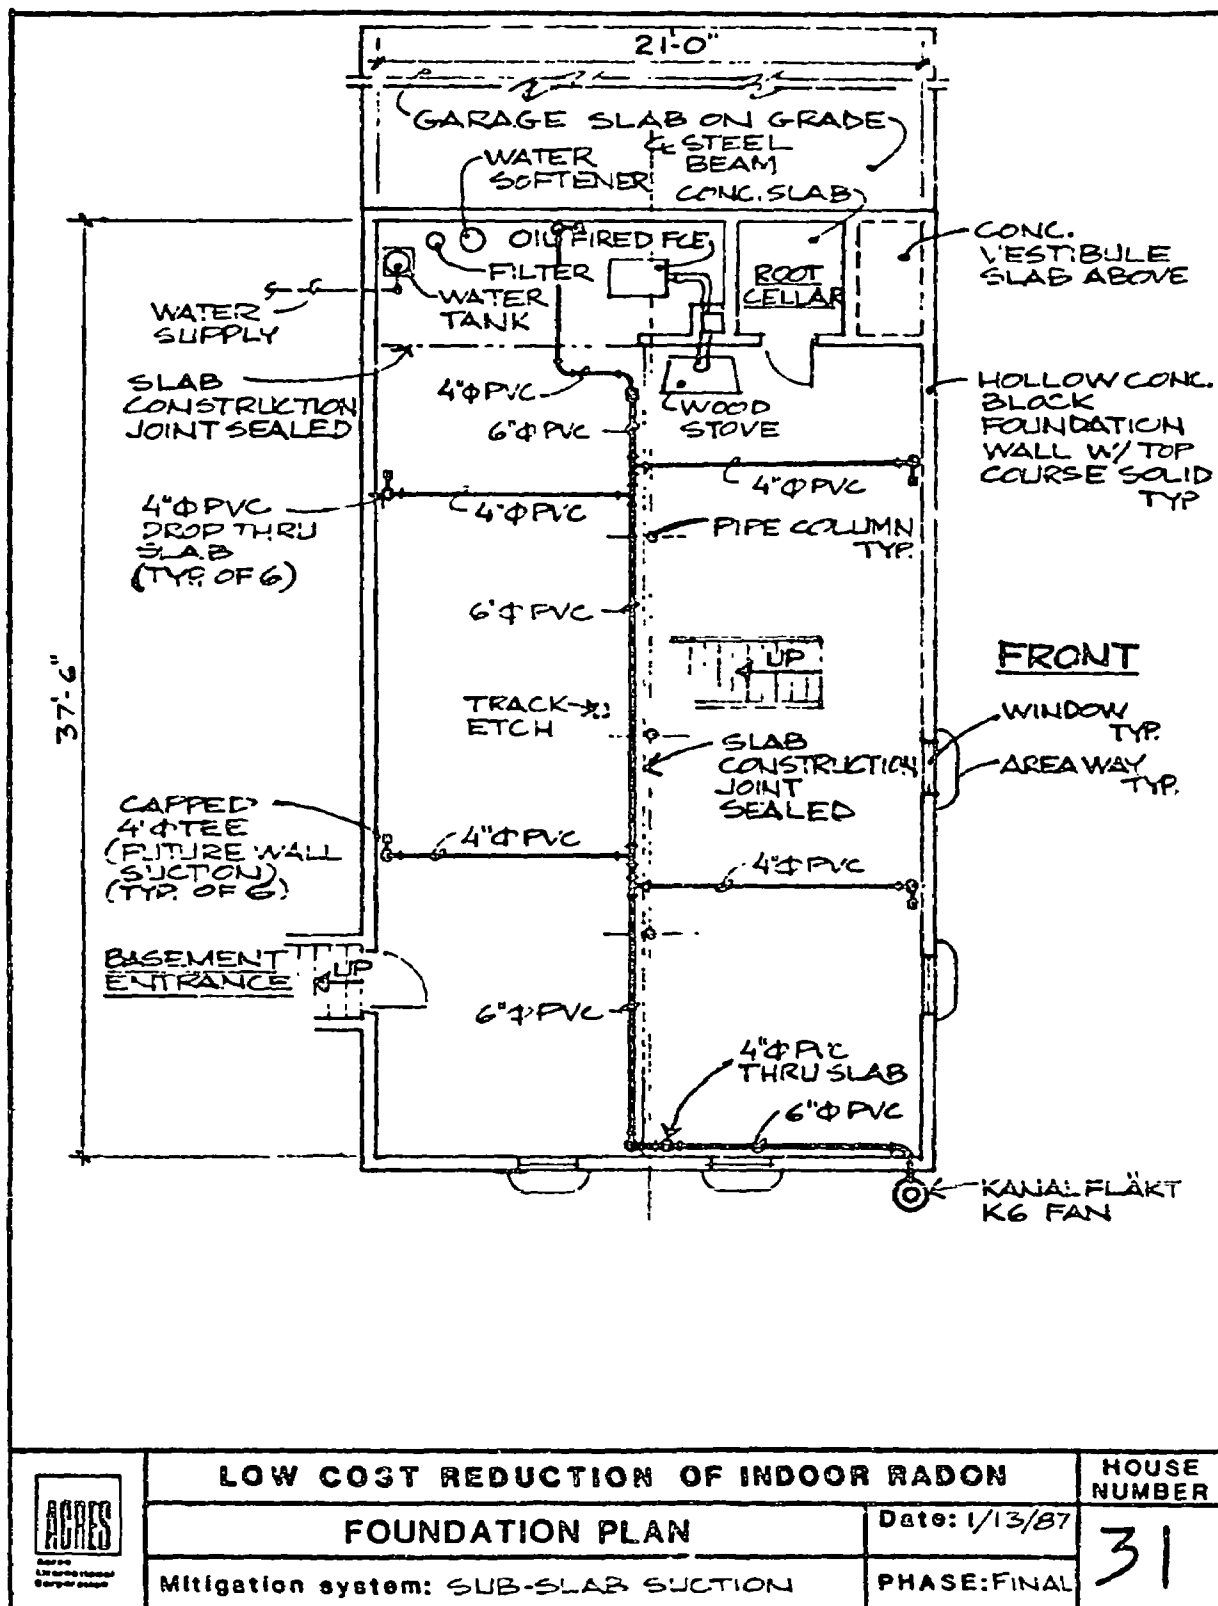 21'-0"
GARAGE SLAB ON GRADE
℄ STEEL
BEAM
WATER
SOFTENER
CONC. SLAB
OIL FIRED FCE
FILTER
WATER
TANK
ROOT
CELLAR
CONC.
VESTIBULE
SLAB ABOVE
WATER
SUPPLY
SLAB
CONSTRUCTION
JOINT SEALED
4"Φ PVC
6"Φ PVC
WOOD
STOVE
HOLLOW CONC.
BLOCK
FOUNDATION
WALL W/ TOP
COURSE SOLID
TYP
4"Φ PVC
DROP THRU
SLAB
(TYP. OF 6)
4"Φ PVC
4"Φ PVC
PIPE COLUMN
TYP.
6"Φ PVC
37'-6"
UP
FRONT
TRACK
ETCH
SLAB
CONSTRUCTION
JOINT
SEALED
WINDOW
TYP.
AREA WAY
TYP.
CAPPED
4"Φ TEE
(FUTURE WALL
SUCTION)
(TYP. OF 6)
4"Φ PVC
4"Φ PVC
BASEMENT
ENTRANCE
UP
6"Φ PVC
4"Φ PVC
THRU SLAB
6"Φ PVC
KANALFLÄKT
K6 FAN
ACRES
Acres
International
Corporation
LOW COST REDUCTION OF INDOOR RADON
FOUNDATION PLAN
Date: 1/13/87
Mitigation system: SUB-SLAB SUCTION
PHASE: FINAL
HOUSE
NUMBER
31